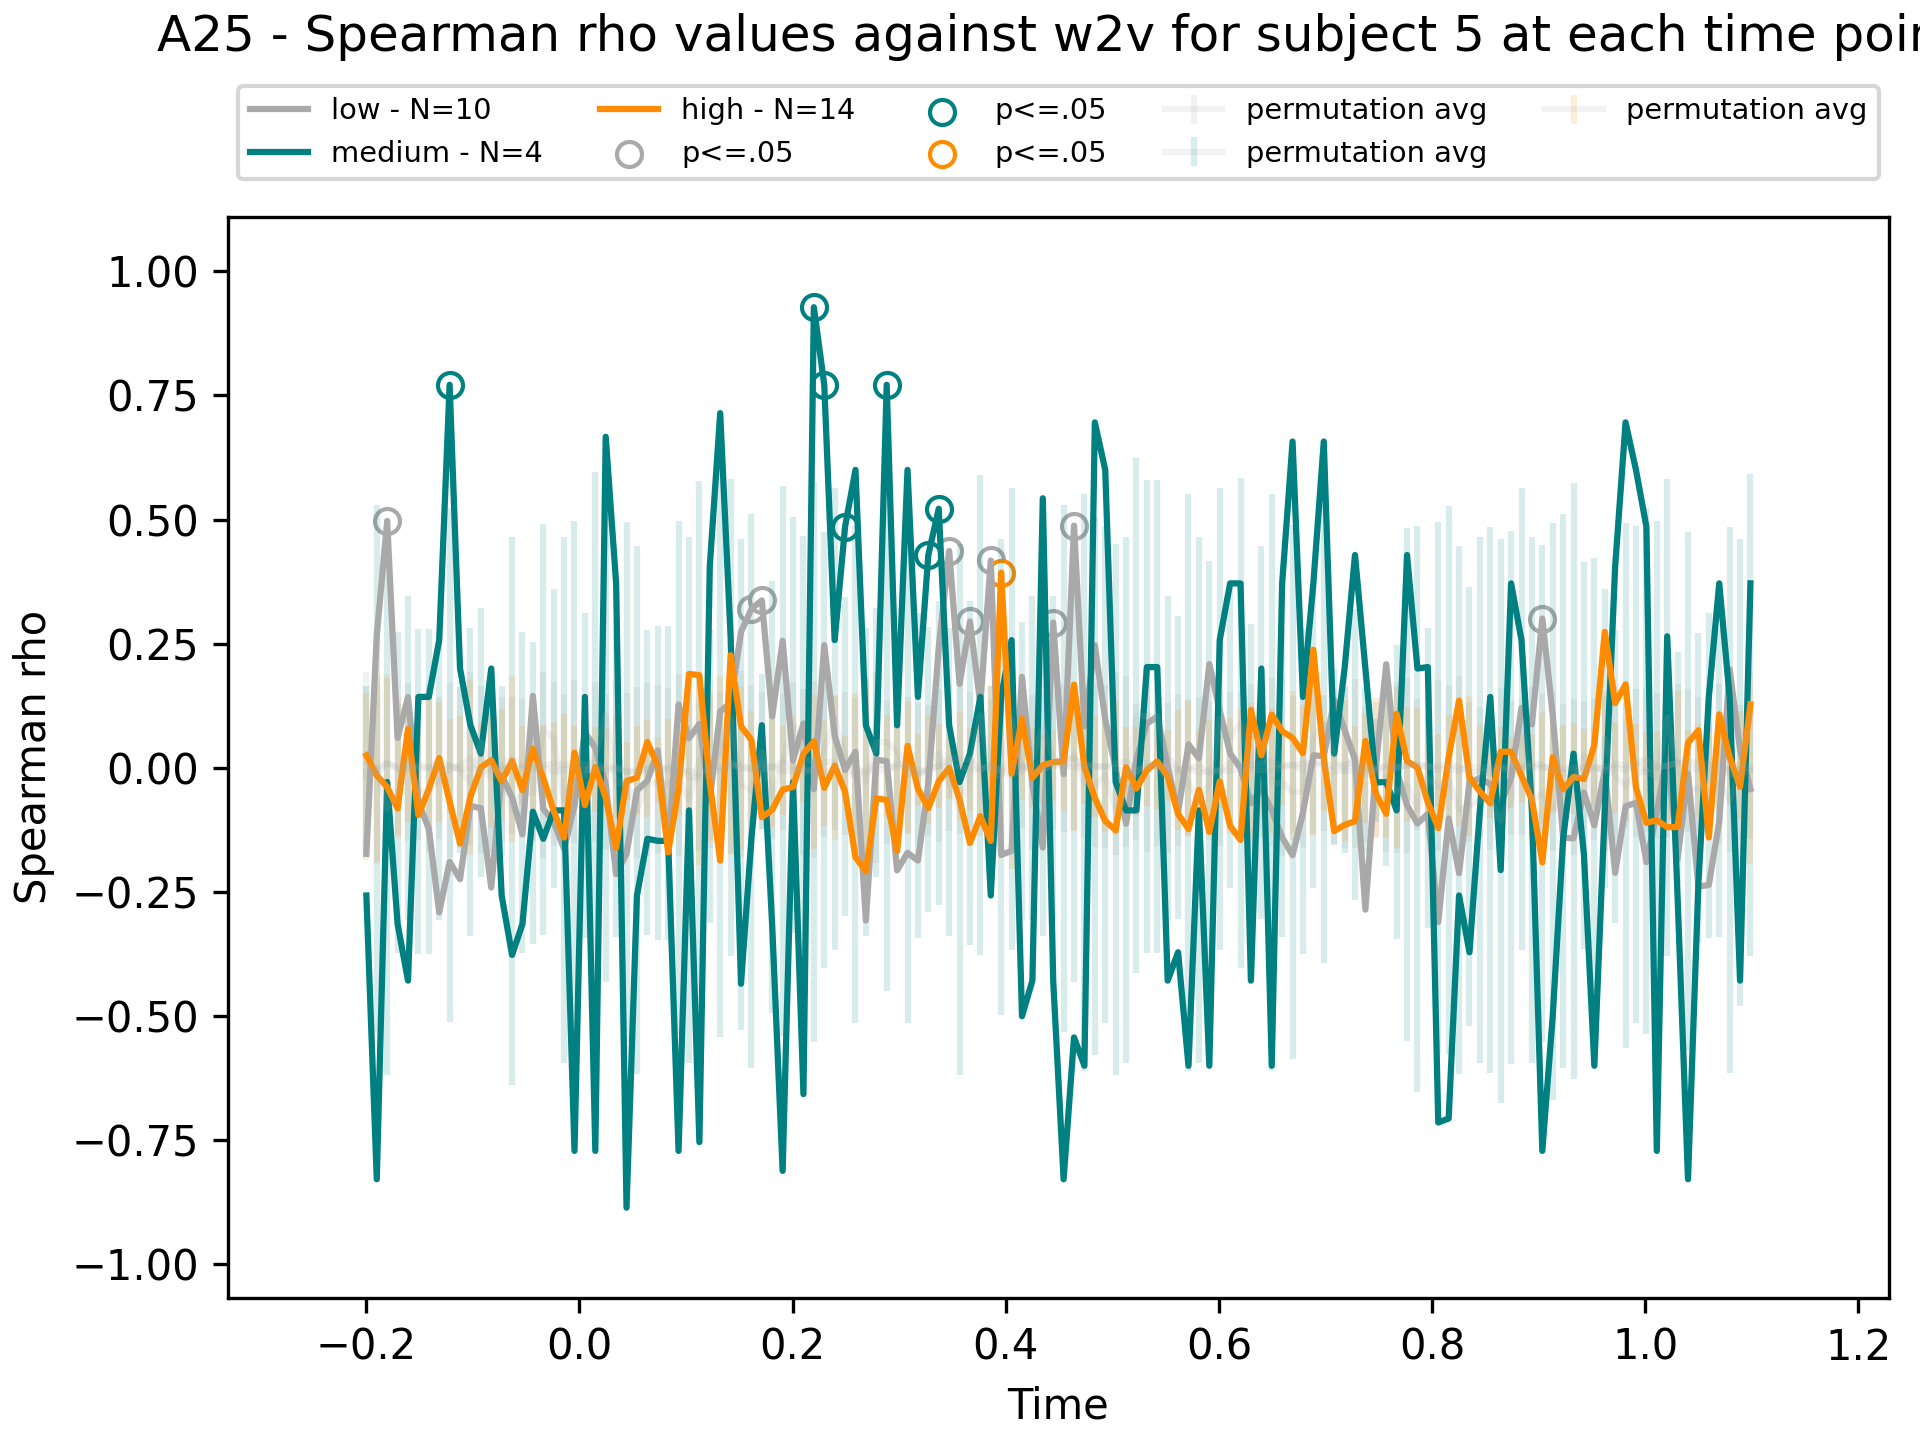 A25 - Spearman rho values against w2v for subject 5 at each time poin
low - N=10 high - N=14 p<=.05 permutation avg permutation avg
medium - N=4 p<=.05 p<=.05 permutation avg
1.00
0.75
0.50
0.25
0.00
−0.25
−0.50
−0.75
−1.00
Spearman rho
−0.2 0.0 0.2 0.4 0.6 0.8 1.0 1.2
Time